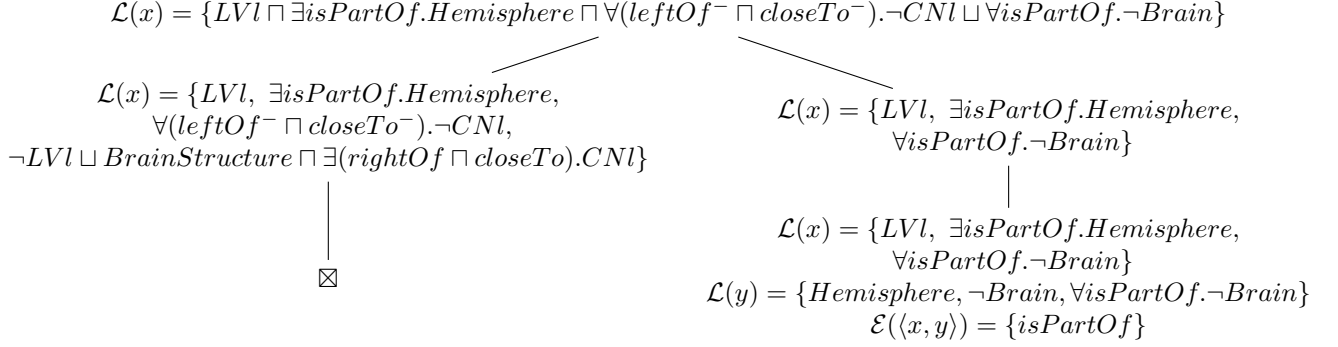 ℒ(x) = {LVl ⊓ ∃isPartOf.Hemisphere ⊓ ∀(leftOf⁻ ⊓ closeTo⁻).¬CNl ⊔ ∀isPartOf.¬Brain}
ℒ(x) = {LVl, ∃isPartOf.Hemisphere,
∀(leftOf⁻ ⊓ closeTo⁻).¬CNl,
¬LVl ⊔ BrainStructure ⊓ ∃(rightOf ⊓ closeTo).CNl}
⊠
ℒ(x) = {LVl, ∃isPartOf.Hemisphere,
∀isPartOf.¬Brain}
ℒ(x) = {LVl, ∃isPartOf.Hemisphere,
∀isPartOf.¬Brain}
ℒ(y) = {Hemisphere, ¬Brain, ∀isPartOf.¬Brain}
ℰ(⟨x, y⟩) = {isPartOf}